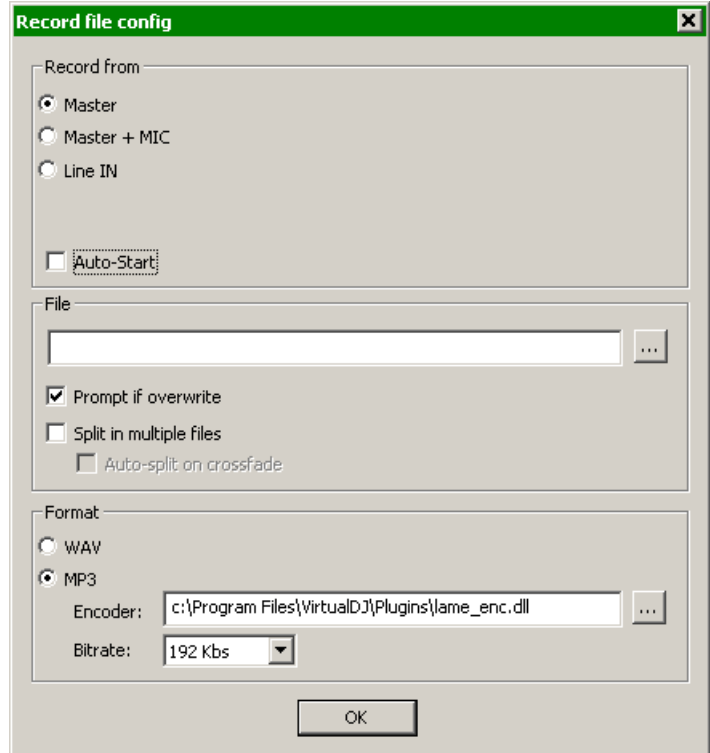 Record file config
Record from
Master
Master + MIC
Line IN
Auto-Start
File
...
Prompt if overwrite
Split in multiple files
Auto-split on crossfade
Format
WAV
MP3
Encoder: c:\Program Files\VirtualDJ\Plugins\lame_enc.dll ...
Bitrate: 192 Kbs
OK